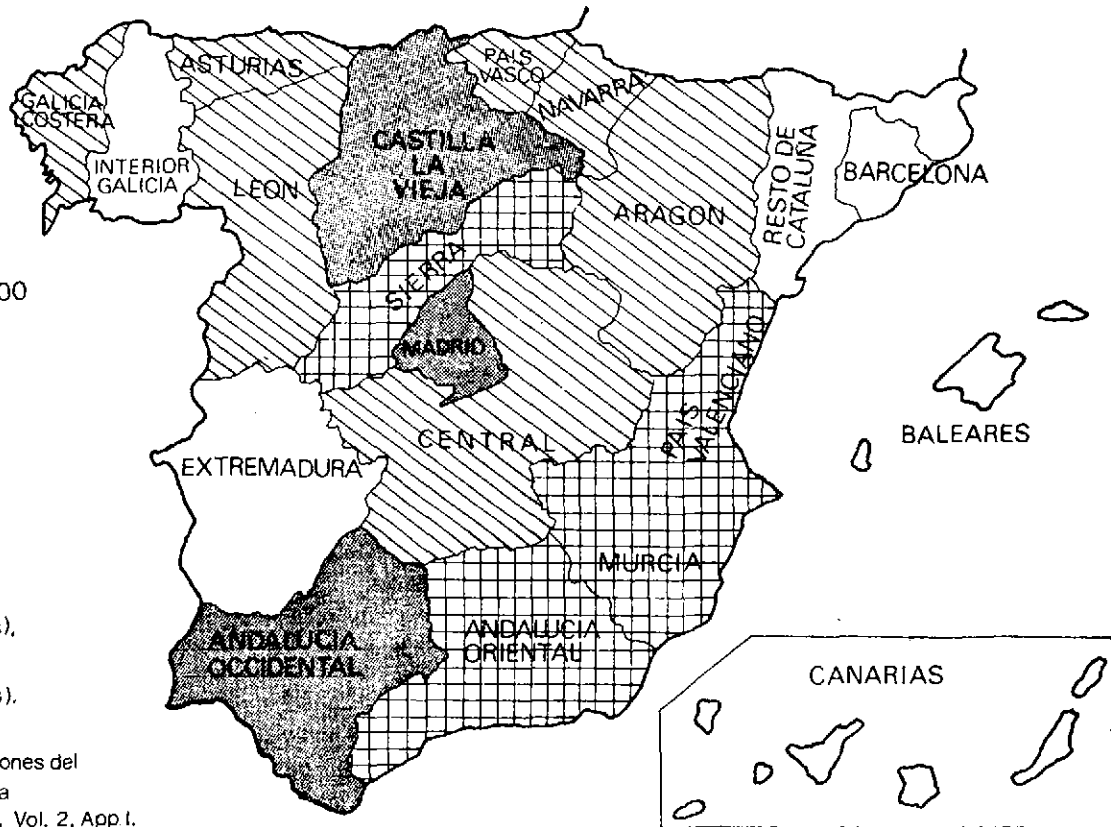 ASTURIAS
PAIS
VASCO
NAVARRA
GALICIA
COSTERA
INTERIOR
GALICIA
LEON
CASTILLA
LA
VIEJA
ARAGON
RESTO DE
CATALUÑA
BARCELONA
SIERRA
00
MADRID
PAIS
VALENCIANO
BALEARES
CENTRAL
EXTREMADURA
MURCIA
s),
ANDALUCIA
OCCIDENTAL
ANDALUCIA
ORIENTAL
CANARIAS
s).
ones del
a
. Vol. 2. App I.